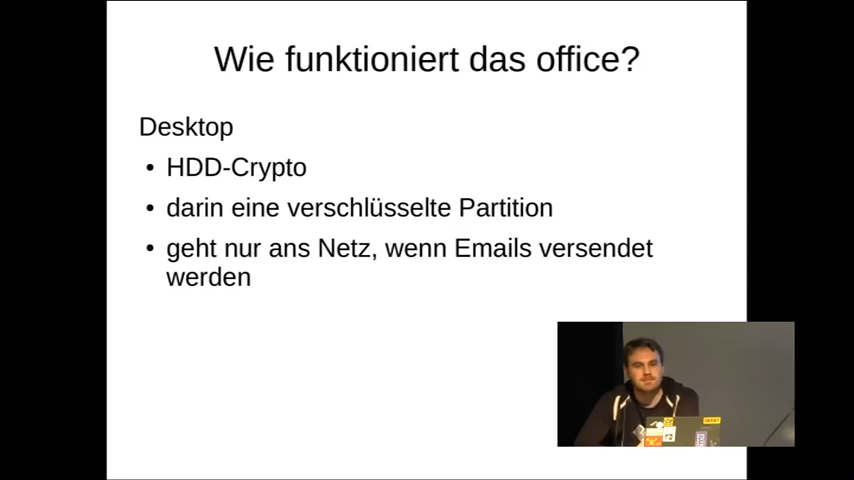 Wie funktioniert das office?
Desktop
• HDD-Crypto
• darin eine verschlüsselte Partition
• geht nur ans Netz, wenn Emails versendet
werden